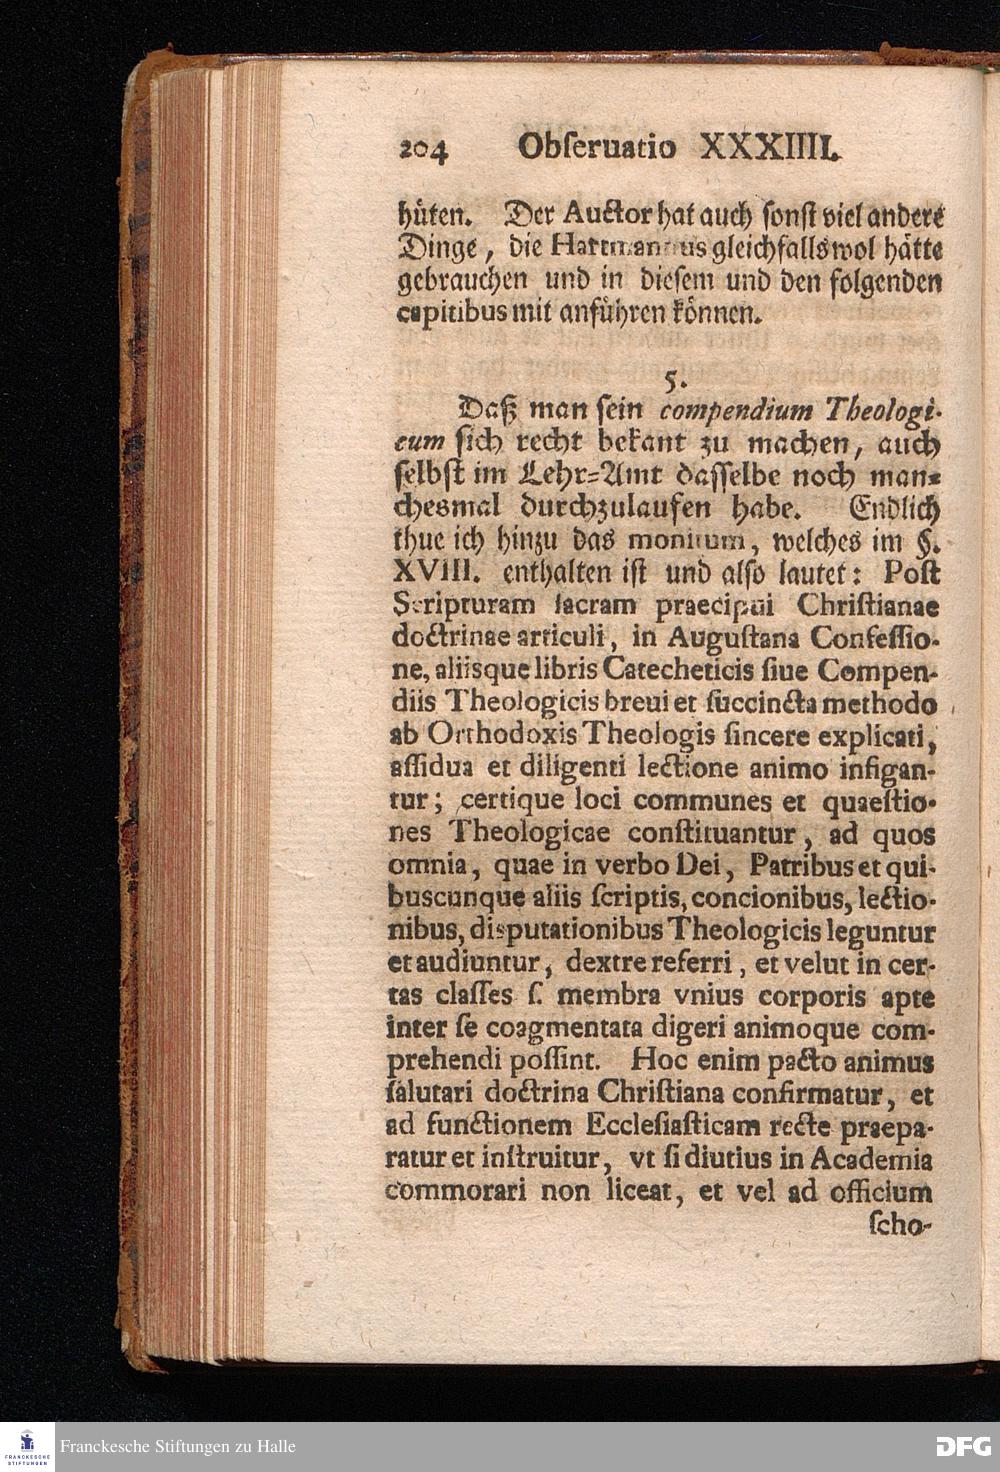 204 Obſeruatio XXXIIII.
hüten. Der Auctor hat auch ſonſt viel andere
Dinge, die Hartmannus gleichfalls wol hätte
gebrauchen und in dieſem und den folgenden
capitibus mit anführen können.
5.
Daß man ſein compendium Theologi-
cum ſich recht bekant zu machen, auch
ſelbſt im Lehr-Amt daſſelbe noch man-
chesmal durchzulaufen habe. Endlich
thue ich hinzu das monitum, welches im §.
XVIII. enthalten iſt und alſo lautet: Poſt
Scripturam ſacram praecipui Chriſtianae
doctrinae articuli, in Auguſtana Confeſſio-
ne, aliisque libris Catecheticis ſiue Compen-
diis Theologicis breui et ſuccincta methodo
ab Orthodoxis Theologis ſincere explicati,
aſſidua et diligenti lectione animo infigan-
tur; certique loci communes et quaeſtio-
nes Theologicae conſtituantur, ad quos
omnia, quae in verbo Dei, Patribus et qui-
buscunque aliis ſcriptis, concionibus, lectio-
nibus, disputationibus Theologicis leguntur
et audiuntur, dextre referri, et velut in cer-
tas claſſes ſ. membra vnius corporis apte
inter ſe coagmentata digeri animoque com-
prehendi poſſint. Hoc enim pacto animus
ſalutari doctrina Chriſtiana confirmatur, et
ad functionem Eccleſiaſticam recte praepa-
ratur et inſtruitur, vt ſi diutius in Academia
commorari non liceat, et vel ad officium
ſcho-
FRANCKESCHE
STIFTUNGEN
Franckesche Stiftungen zu Halle
DFG